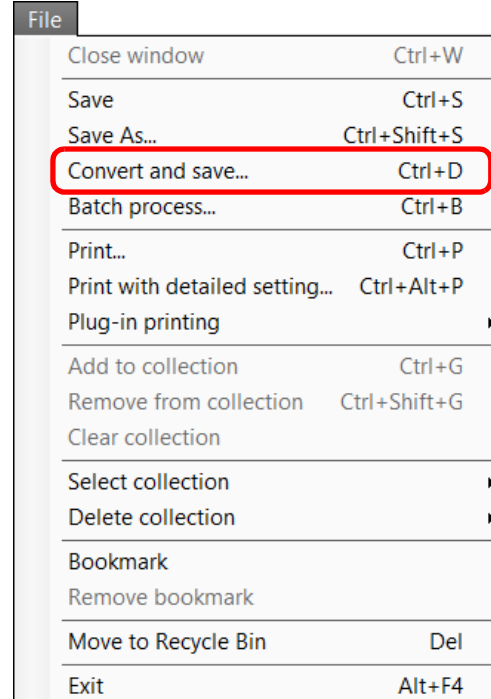 File
Close window Ctrl+W
Save Ctrl+S
Save As... Ctrl+Shift+S
Convert and save... Ctrl+D
Batch process... Ctrl+B
Print... Ctrl+P
Print with detailed setting... Ctrl+Alt+P
Plug-in printing
Add to collection Ctrl+G
Remove from collection Ctrl+Shift+G
Clear collection
Select collection
Delete collection
Bookmark
Remove bookmark
Move to Recycle Bin Del
Exit Alt+F4